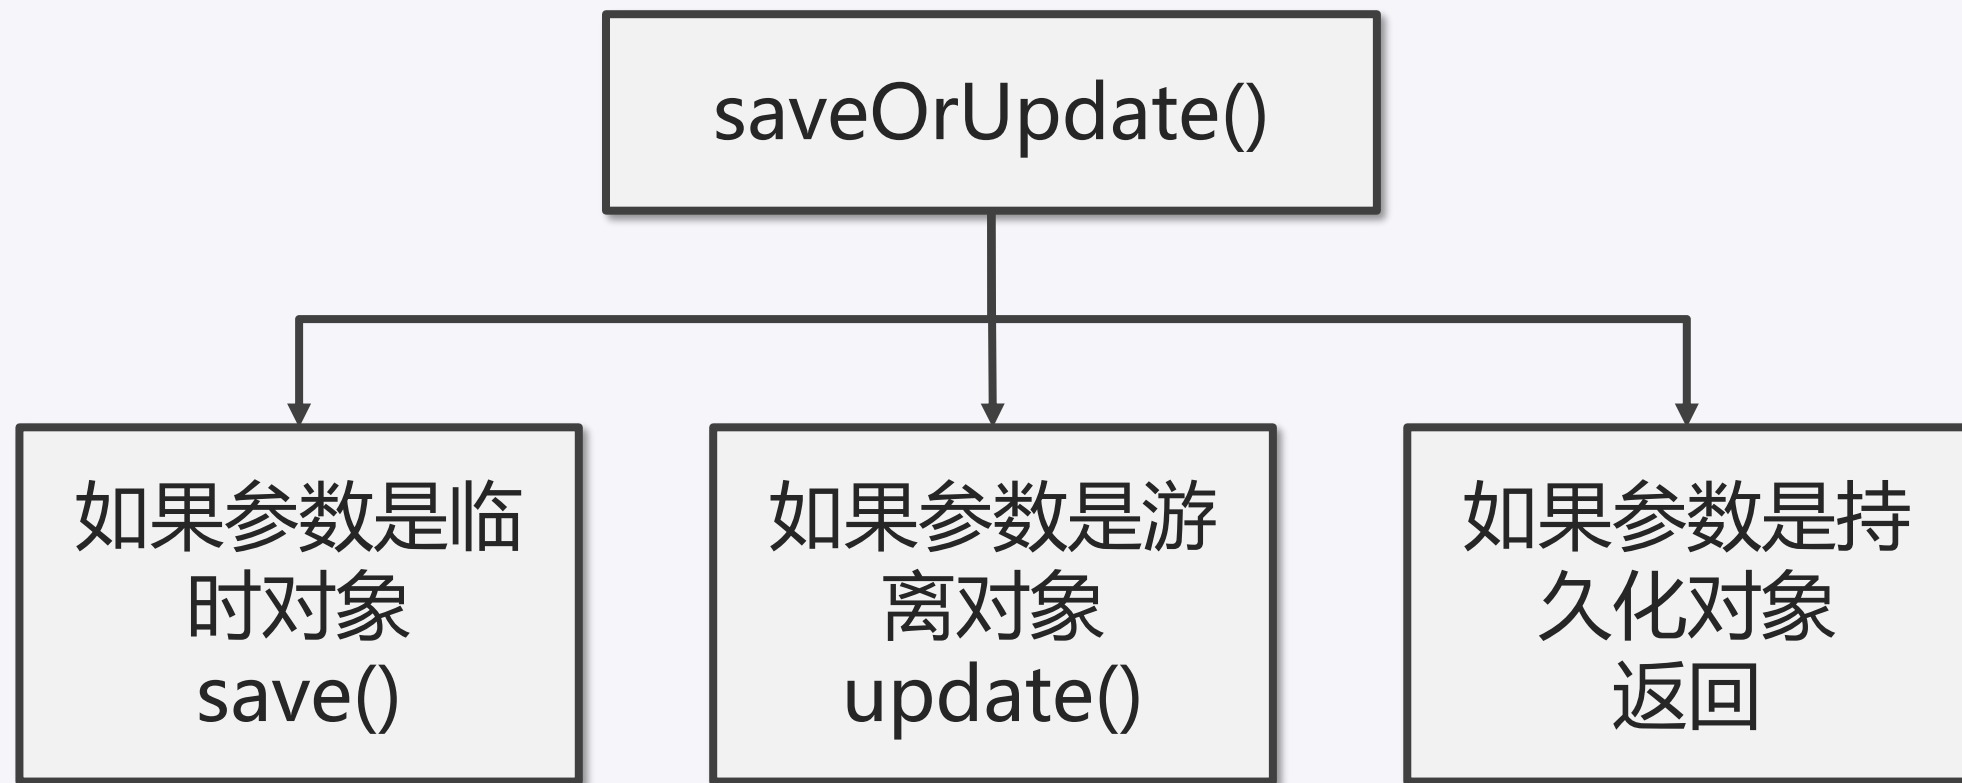 saveOrUpdate()
如果参数是临
时对象
save()
如果参数是游
离对象
update()
如果参数是持
久化对象
返回